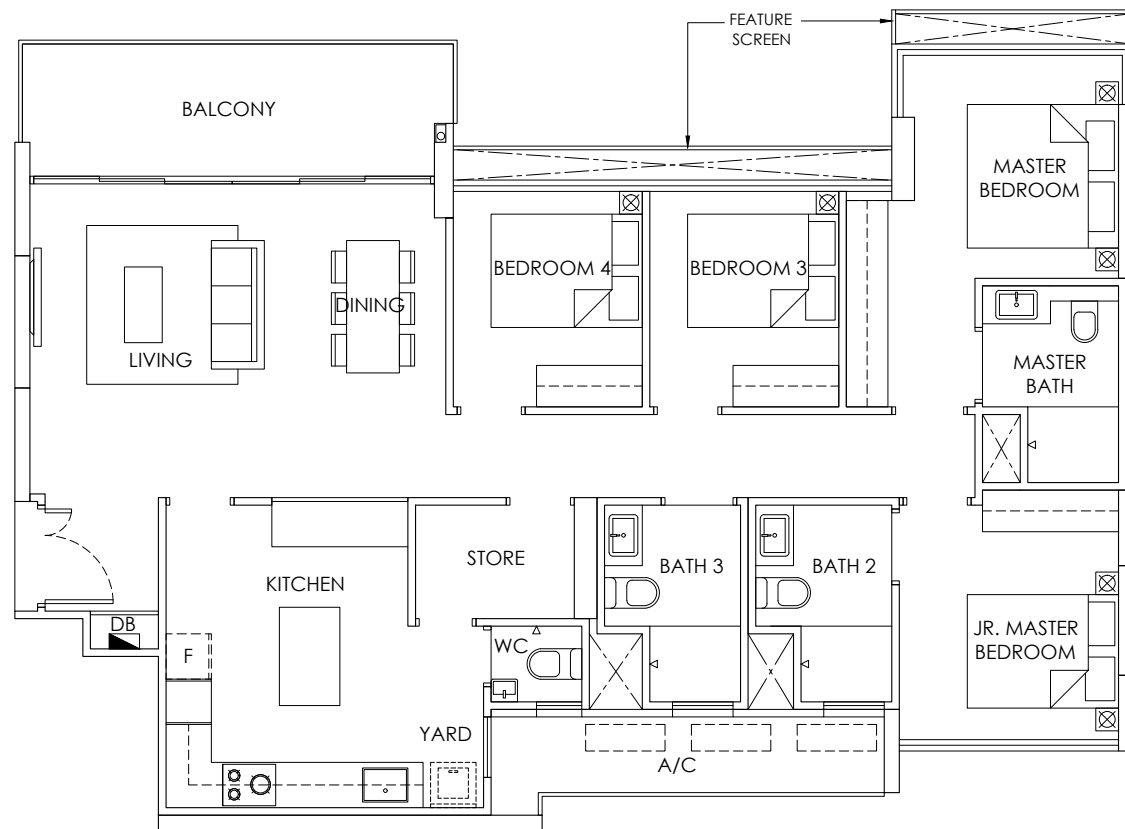 FEATURE
SCREEN
BALCONY
MASTER
BEDROOM
BEDROOM 4
BEDROOM 3
DINING
LIVING
MASTER
BATH
STORE
BATH 3
BATH 2
KITCHEN
DB
F
WC
JR. MASTER
BEDROOM
YARD
A/C